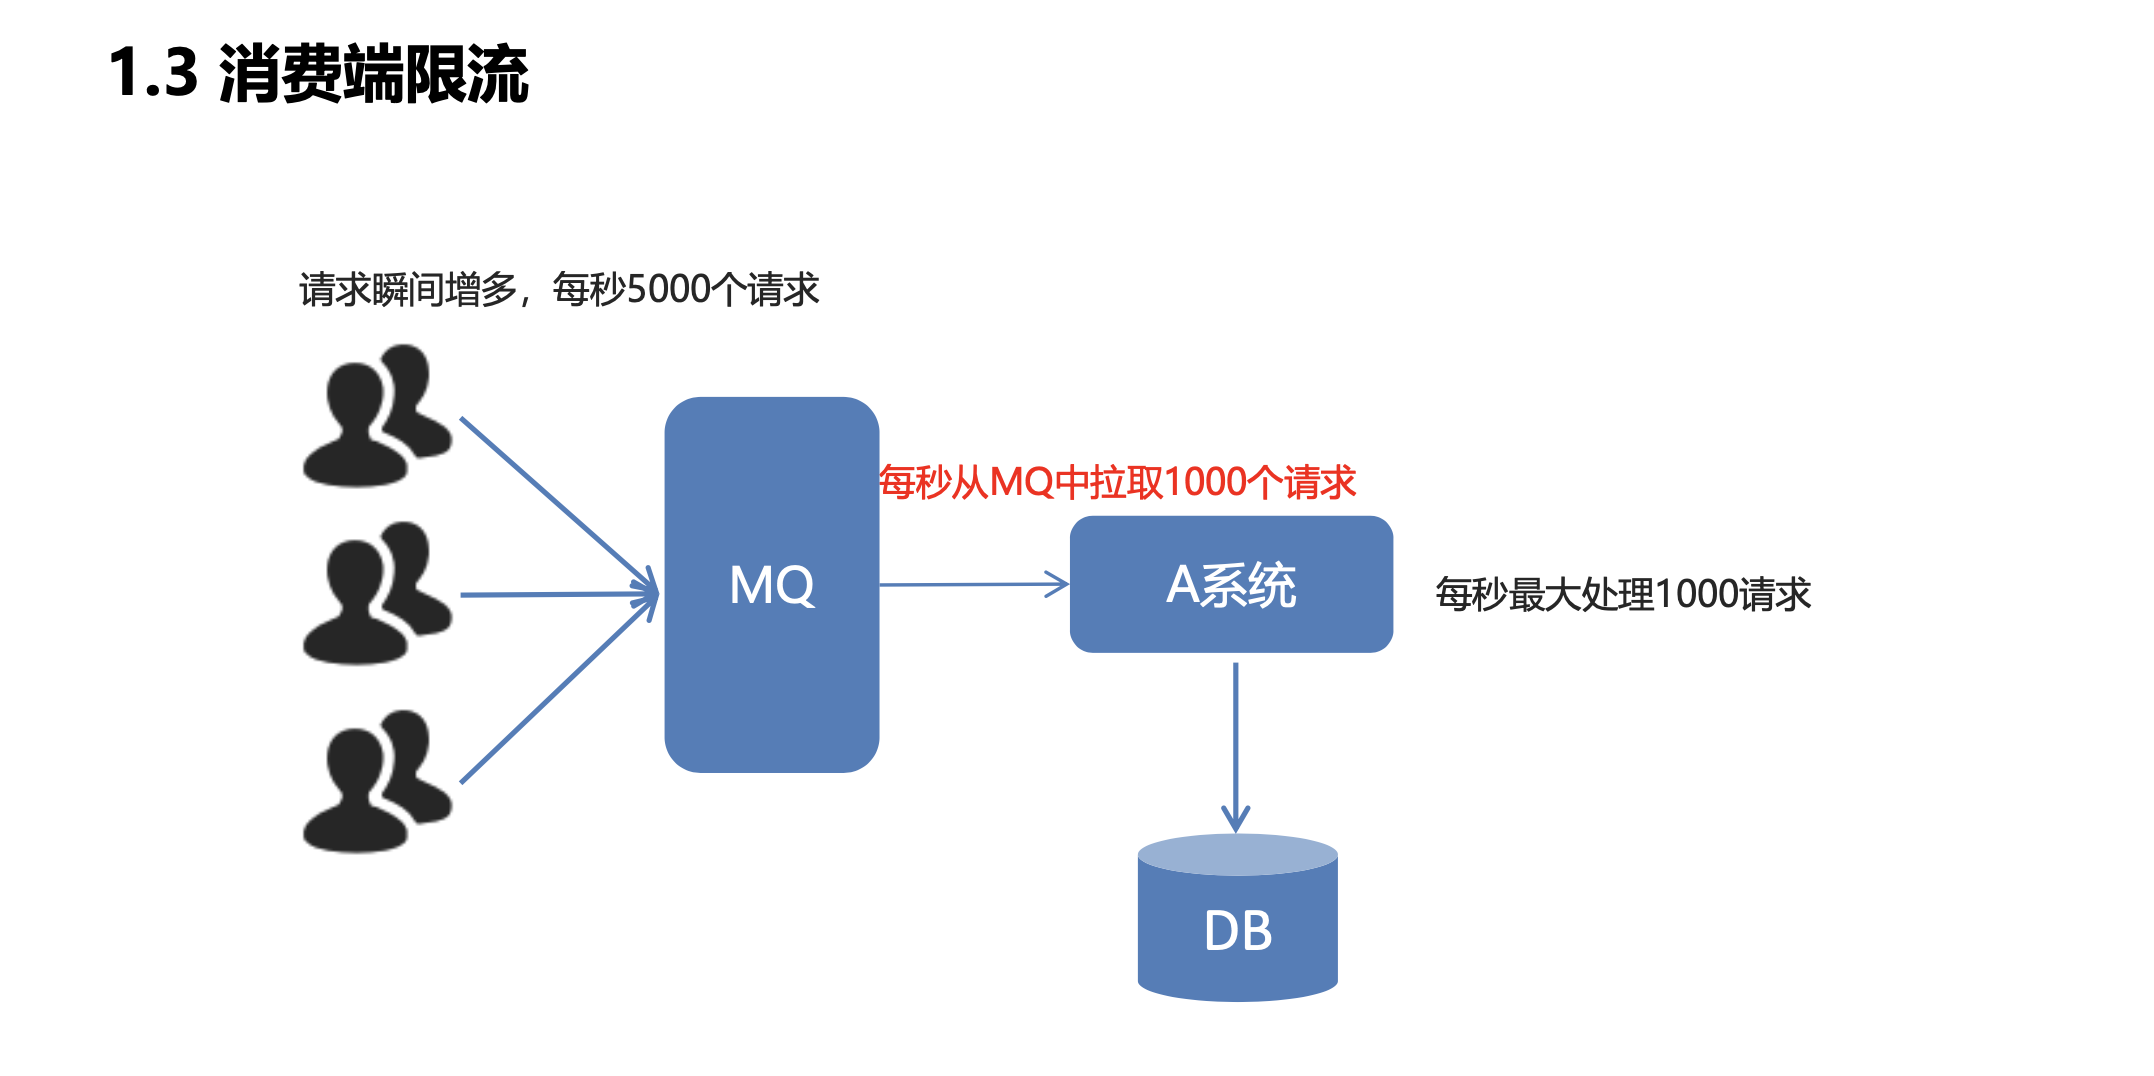 1.3 消费端限流
请求瞬间增多，每秒5000个请求
每秒从MQ中拉取1000个请求
MQ
A系统
每秒最大处理1000请求
DB